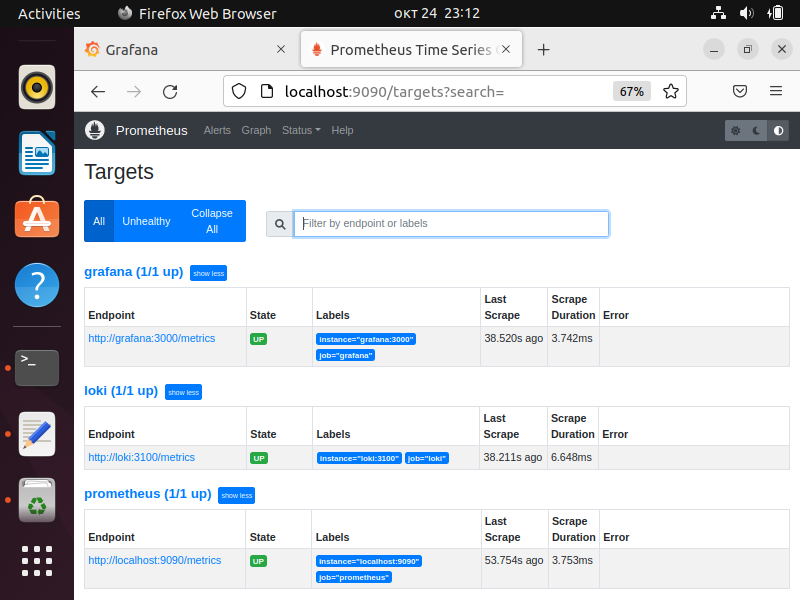 Activities
Firefox Web Browser
окт 24 23:12
Grafana
Prometheus Time Series
localhost:9090/targets?search=
67%
Prometheus
Alerts
Graph
Status
Help
Targets
All
Unhealthy
Collapse
All
Filter by endpoint or labels
grafana (1/1 up) show less
Endpoint State Labels Last Scrape Scrape Duration Error
http://grafana:3000/metrics UP instance="grafana:3000" 38.520s ago 3.742ms
job="grafana"
loki (1/1 up) show less
Endpoint State Labels Last Scrape Scrape Duration Error
http://loki:3100/metrics UP instance="loki:3100" job="loki" 38.211s ago 6.648ms
prometheus (1/1 up) show less
Endpoint State Labels Last Scrape Scrape Duration Error
http://localhost:9090/metrics UP instance="localhost:9090" 53.754s ago 3.753ms
job="prometheus"